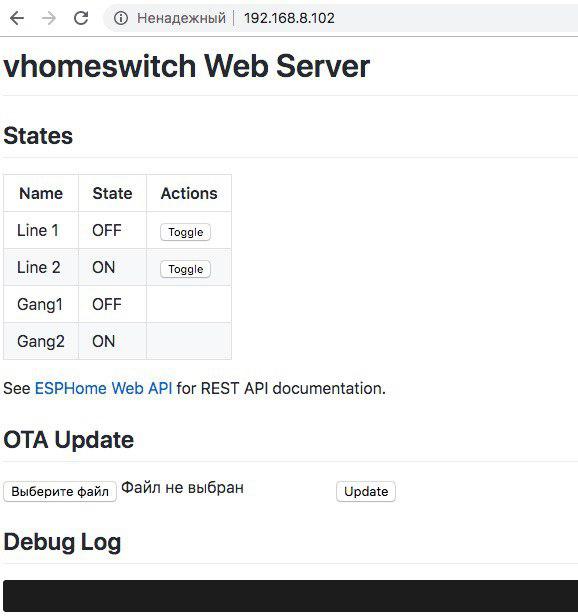 Ненадежный | 192.168.8.102
vhomeswitch Web Server
States
Name State Actions
Line 1 OFF Toggle
Line 2 ON Toggle
Gang1 OFF
Gang2 ON
See ESPHome Web API for REST API documentation.
OTA Update
Выберите файл Файл не выбран Update
Debug Log